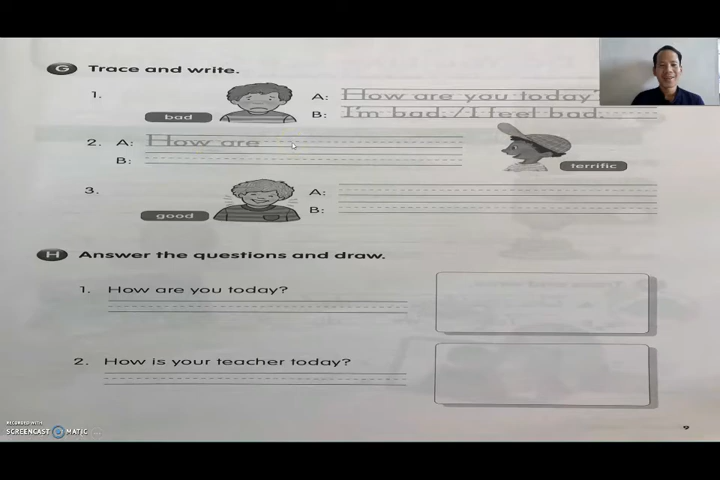 G Trace and write.
1.
bad
A: How are you today?
B: I'm bad. / I feel bad.
2. A: How are
B:
terrific
3.
good
A:
B:
H Answer the questions and draw.
1. How are you today?
2. How is your teacher today?
RECORDED WITH
SCREENCAST MATIC
9